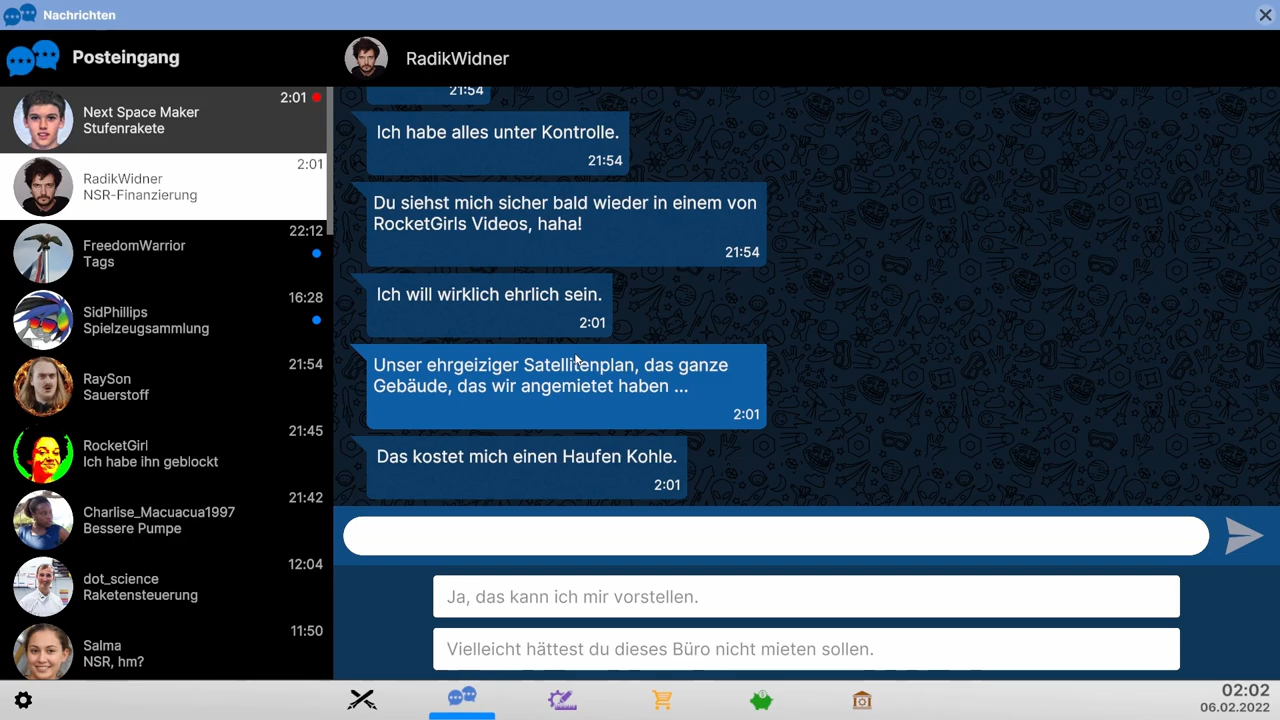 Nachrichten
Posteingang
Next Space Maker
Stufenrakete
2:01
RadikWidner
NSR-Finanzierung
2:01
FreedomWarrior
Tags
22:12
SidPhillips
Spielzeugsammlung
16:28
RaySon
Sauerstoff
21:54
RocketGirl
Ich habe ihn geblockt
21:45
Charlise_Macuacua1997
Bessere Pumpe
21:42
dot_science
Raketensteuerung
12:04
Salma
NSR, hm?
11:50
RadikWidner
21:54
Ich habe alles unter Kontrolle.
21:54
Du siehst mich sicher bald wieder in einem von
RocketGirls Videos, haha!
21:54
Ich will wirklich ehrlich sein.
2:01
Unser ehrgeiziger Satellitenplan, das ganze
Gebäude, das wir angemietet haben ...
2:01
Das kostet mich einen Haufen Kohle.
2:01
Ja, das kann ich mir vorstellen.
Vielleicht hättest du dieses Büro nicht mieten sollen.
02:02
06.02.2022